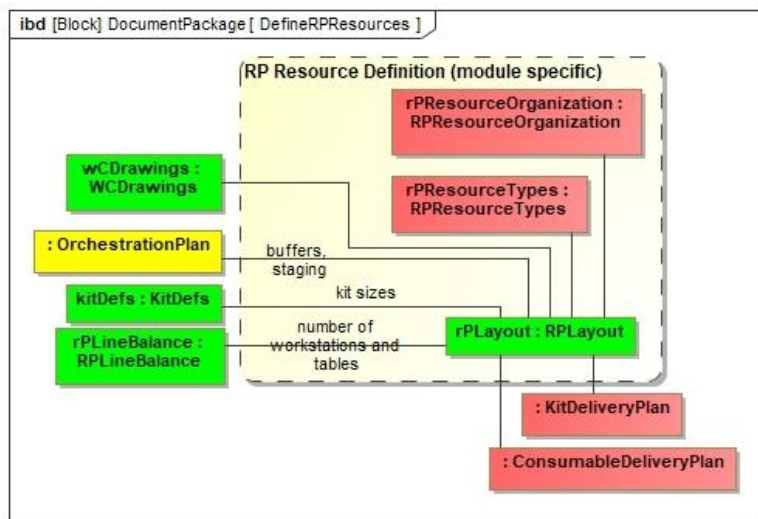 ibd [Block] DocumentPackage [ DefineRPResources ]
RP Resource Definition (module specific)
rPResourceOrganization :
RPResourceOrganization
wCDrawings :
WCDrawings
rPResourceTypes :
RPResourceTypes
: OrchestrationPlan
buffers,
staging
kitDefs : KitDefs
kit sizes
rPLineBalance :
RPLineBalance
number of
workstations and
tables
rPLayout : RPLayout
: KitDeliveryPlan
: ConsumableDeliveryPlan